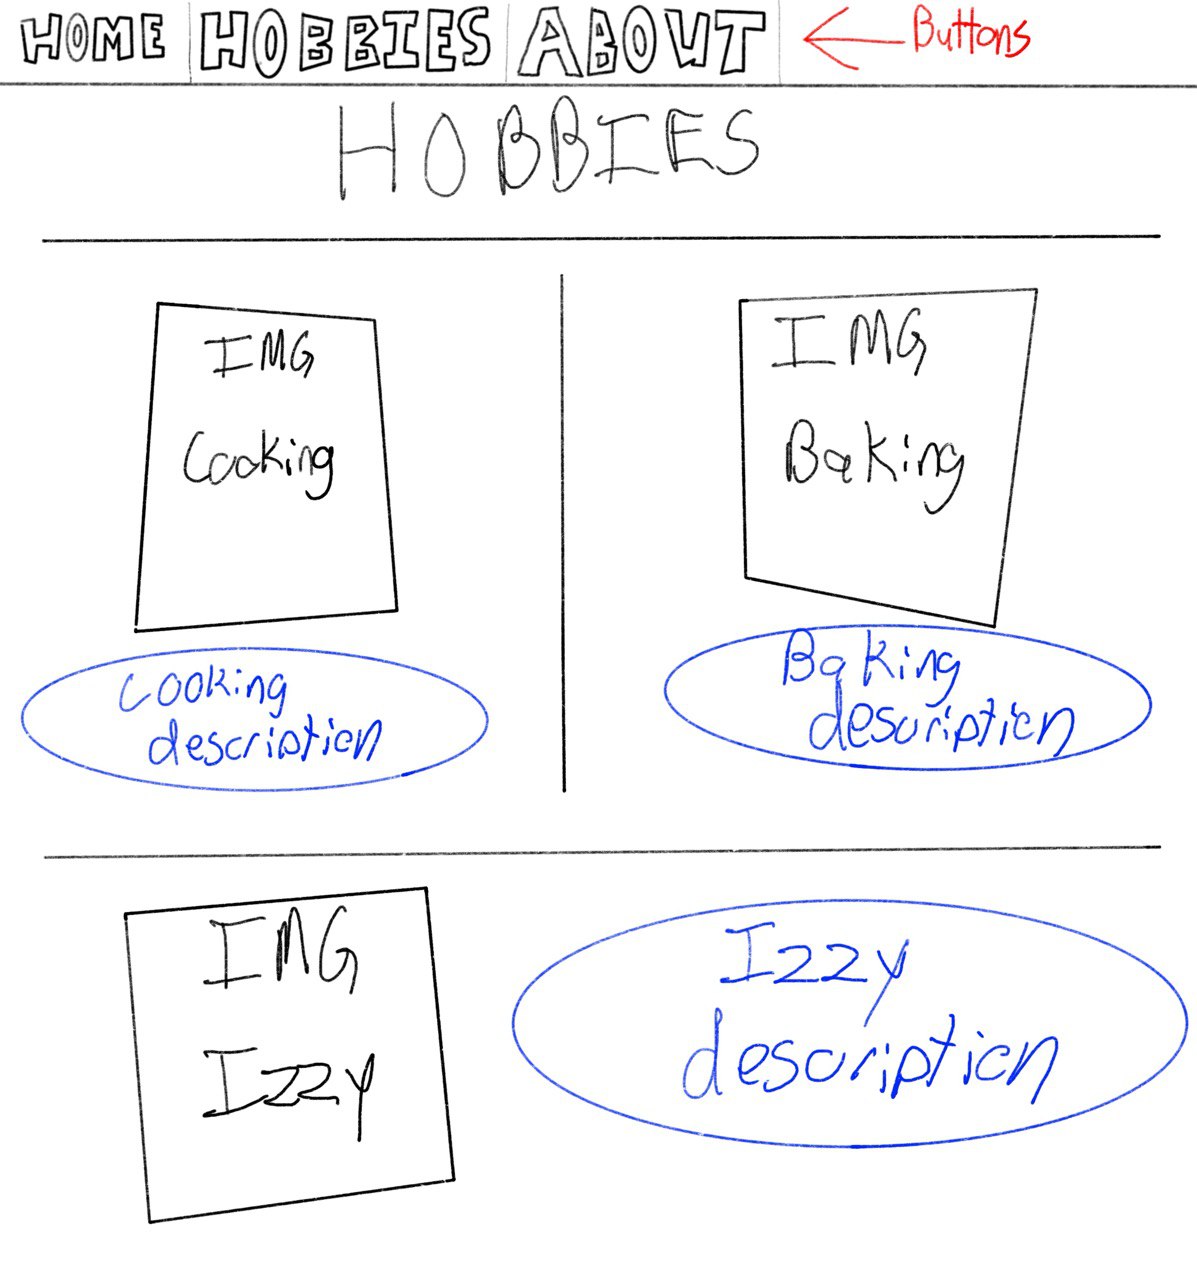 HOME HOBBIES ABOUT Buttons
HOBBIES
IMG
Cooking
IMG
Baking
Cooking
description
Baking
description
IMG
Izzy
Izzy
description